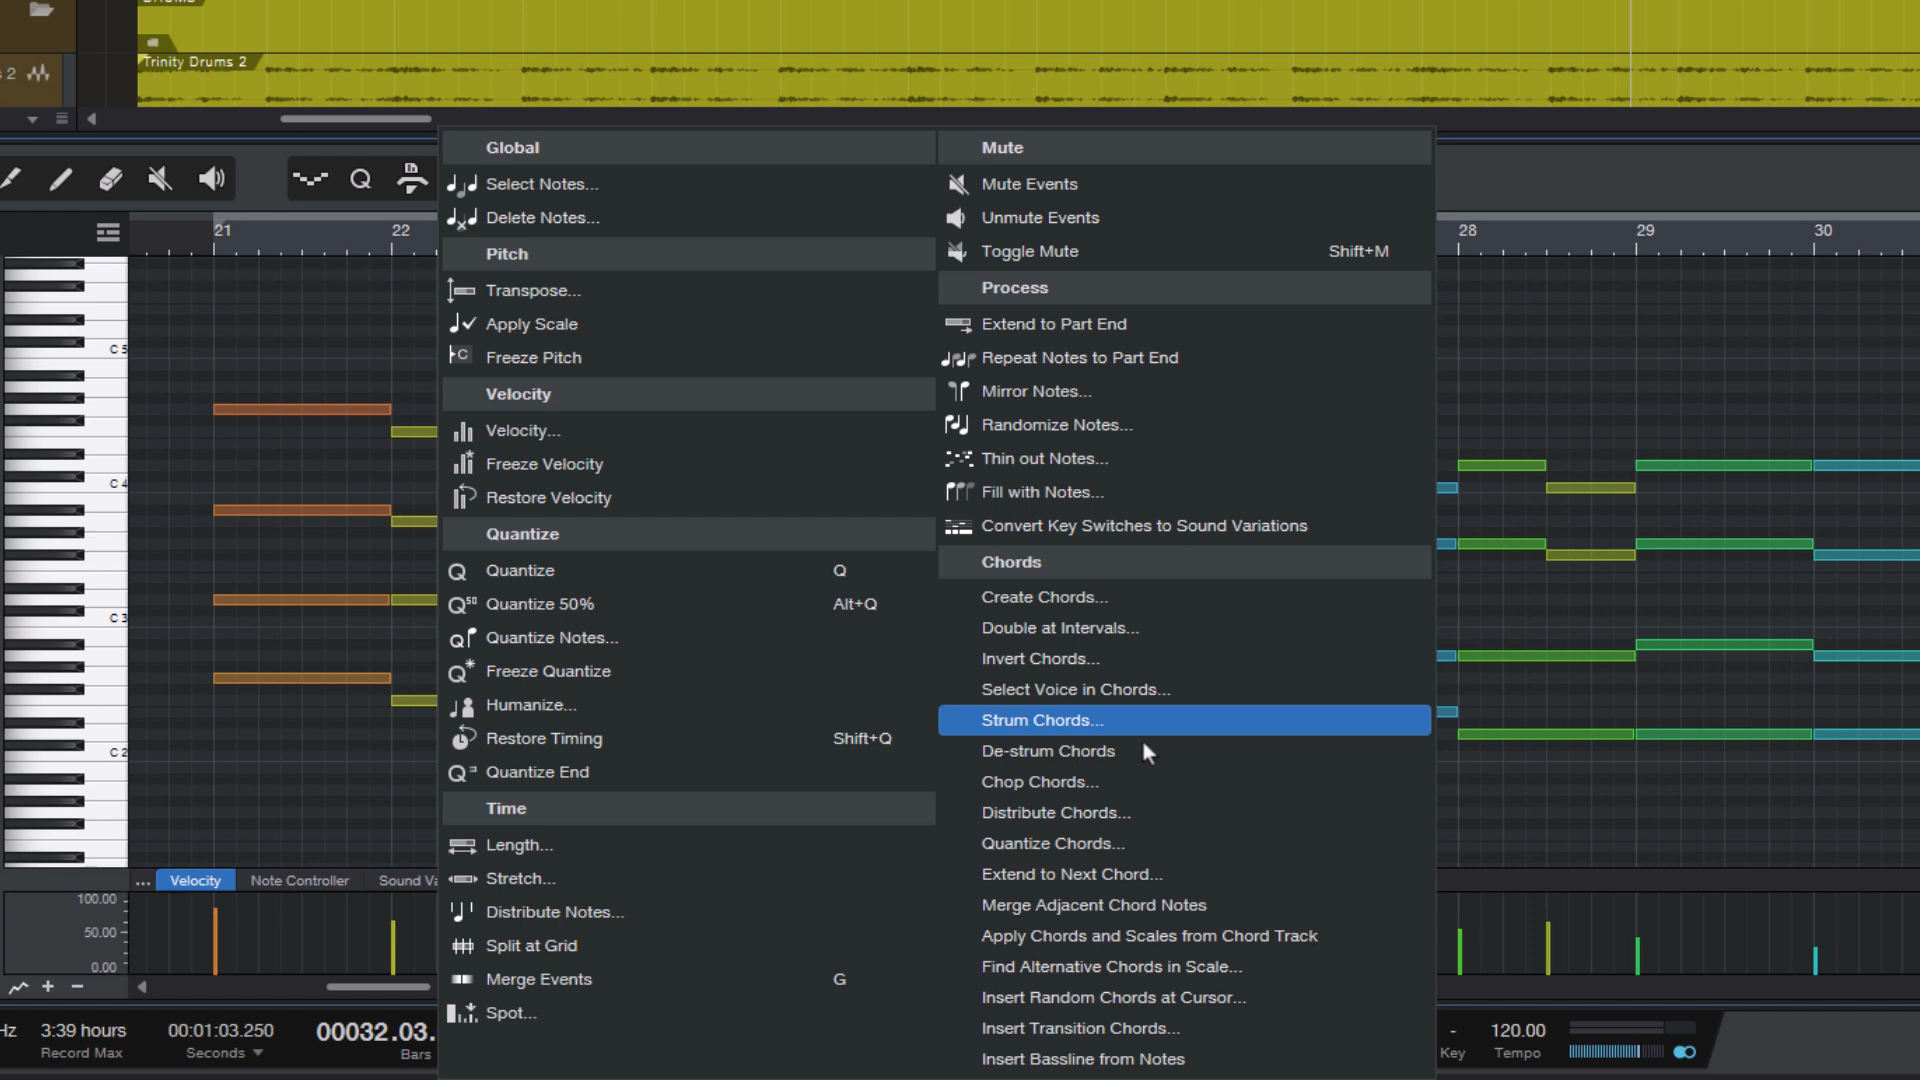 Trinity Drums 2
2
Global
Select Notes...
Delete Notes...
Pitch
Transpose...
Apply Scale
Freeze Pitch
Velocity
Velocity...
Freeze Velocity
Restore Velocity
Quantize
Quantize Q
Quantize 50% Alt+Q
Quantize Notes...
Freeze Quantize
Humanize...
Restore Timing Shift+Q
Quantize End
Time
Length...
Stretch...
Distribute Notes...
Split at Grid
Merge Events G
Spot...
Mute
Mute Events
Unmute Events
Toggle Mute Shift+M
Process
Extend to Part End
Repeat Notes to Part End
Mirror Notes...
Randomize Notes...
Thin out Notes...
Fill with Notes...
Convert Key Switches to Sound Variations
Chords
Create Chords...
Double at Intervals...
Invert Chords...
Select Voice in Chords...
Strum Chords...
De-strum Chords
Chop Chords...
Distribute Chords...
Quantize Chords...
Extend to Next Chord...
Merge Adjacent Chord Notes
Apply Chords and Scales from Chord Track
Find Alternative Chords in Scale...
Insert Random Chords at Cursor...
Insert Transition Chords...
Insert Bassline from Notes
21 22 28 29 30
C 5
C 4
C 3
C 2
... Velocity Note Controller Sound Va
100.00
50.00
0.00
Hz 3:39 hours 00:01:03.250 00032.03. - 120.00
Record Max Seconds Bars Key Tempo